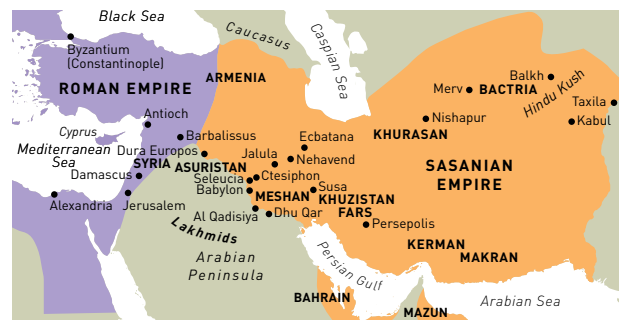 Black Sea
Caucasus
Caspian Sea
Byzantium
(Constantinople)
ROMAN EMPIRE
ARMENIA
Balkh
Merv
BACTRIA
Hindu Kush
Taxila
Antioch
Nishapur
Kabul
Cyprus
Barbalissus
Ecbatana
KHURASAN
Mediterranean
Sea
Dura Europos
SYRIA
Jalula
Nehavend
ASURISTAN
SASANIAN
EMPIRE
Damascus
Seleucia
Ctesiphon
Babylon
MESHAN
Susa
KHUZISTAN
Alexandria
Jerusalem
Al Qadisiya
Dhu Qar
FARS
Persepolis
Lakhmids
KERMAN
MAKRAN
Arabian
Peninsula
Persian Gulf
BAHRAIN
Arabian Sea
MAZUN